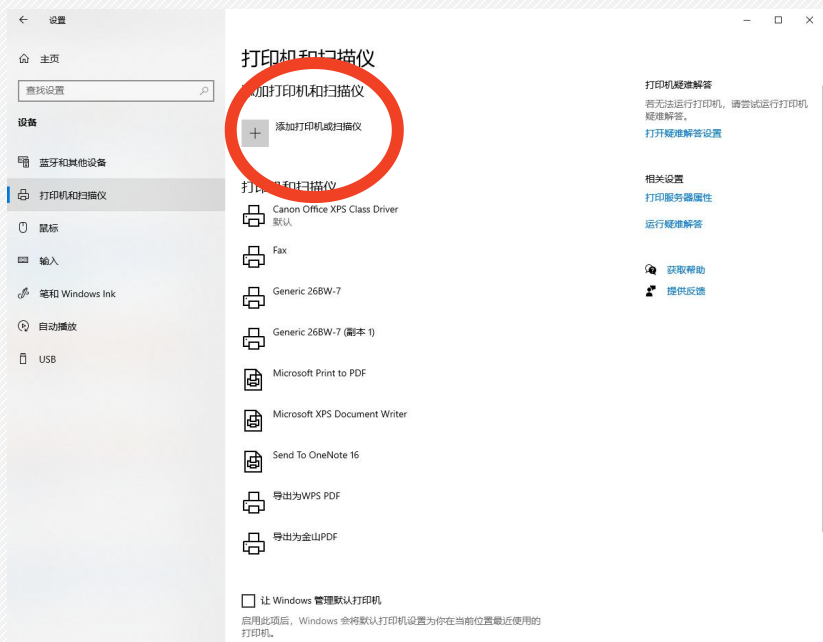 设置
主页
查找设置
设备
蓝牙和其他设备
打印机和扫描仪
鼠标
输入
笔和 Windows Ink
自动播放
USB
打印机和扫描仪
添加打印机和扫描仪
添加打印机或扫描仪
打印机和扫描仪
Canon Office XPS Class Driver
默认
Fax
Generic 26BW-7
Generic 26BW-7 (副本 1)
Microsoft Print to PDF
Microsoft XPS Document Writer
Send To OneNote 16
导出为WPS PDF
导出为金山PDF
让 Windows 管理默认打印机
启用此项后，Windows 会将默认打印机设置为你在当前位置最近使用的
打印机。
打印机疑难解答
若无法运行打印机，请尝试运行打印机
疑难解答。
打开疑难解答设置
相关设置
打印服务器属性
运行疑难解答
获取帮助
提供反馈